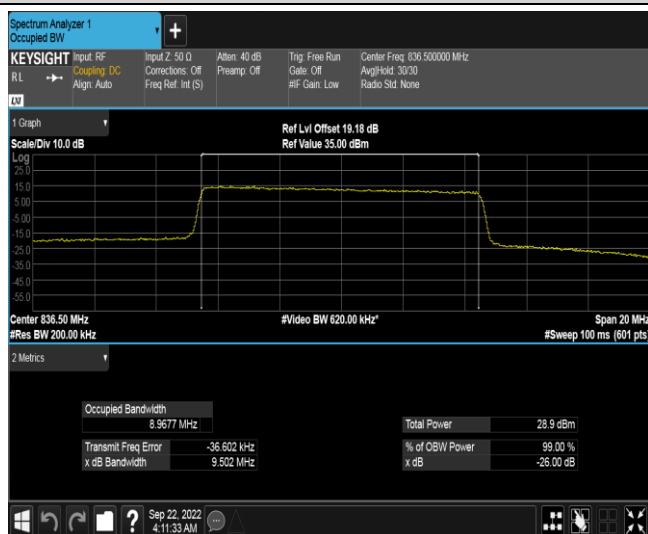 Spectrum Analyzer 1
Occupied BW
+
KEYSIGHT
R L
LXI
Input: RF
Coupling: DC
Align: Auto
Input Z: 50 Ω
Corrections: Off
Freq Ref: Int (S)
Atten: 40 dB
Preamp: Off
Trig: Free Run
Gate: Off
#IF Gain: Low
Center Freq: 836.500000 MHz
Avg|Hold: 30/30
Radio Std: None
1 Graph
Scale/Div 10.0 dB
Ref Lvl Offset 19.18 dB
Ref Value 35.00 dBm
Log
25.0
15.0
5.00
-5.00
-15.0
-25.0
-35.0
-45.0
-55.0
Center 836.50 MHz
#Res BW 200.00 kHz
#Video BW 620.00 kHz*
Span 20 MHz
#Sweep 100 ms (601 pts)
2 Metrics
Occupied Bandwidth
8.9677 MHz
Transmit Freq Error -36.602 kHz
x dB Bandwidth 9.502 MHz
Total Power 28.9 dBm
% of OBW Power 99.00 %
x dB -26.00 dB
?
Sep 22, 2022
4:11:33 AM